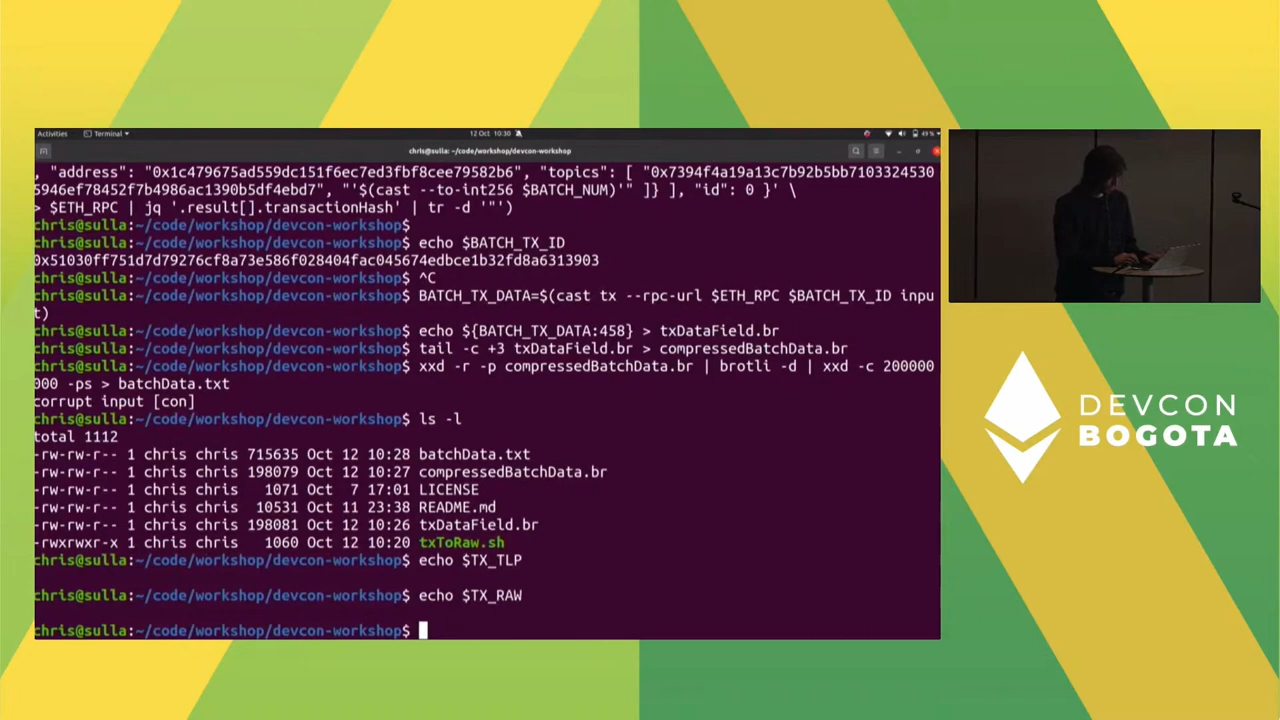 Activities Terminal 12 Oct 10:30 49 %
chris@sulla: ~/code/workshop/devcon-workshop
, "address": "0x1c479675ad559dc151f6ec7ed3fbf8cee79582b6", "topics": [ "0x7394f4a19a13c7b92b5bb7103324530
5946ef78452f7b4986ac1390b5df4ebd7", "'$(cast --to-int256 $BATCH_NUM)'" ]} ], "id": 0 }' \
> $ETH_RPC | jq '.result[].transactionHash' | tr -d '"')
chris@sulla:~/code/workshop/devcon-workshop$
chris@sulla:~/code/workshop/devcon-workshop$ echo $BATCH_TX_ID
0x51030ff751d7d79276cf8a73e586f028404fac045674edbce1b32fd8a6313903
chris@sulla:~/code/workshop/devcon-workshop$ ^C
chris@sulla:~/code/workshop/devcon-workshop$ BATCH_TX_DATA=$(cast tx --rpc-url $ETH_RPC $BATCH_TX_ID inpu
t)
chris@sulla:~/code/workshop/devcon-workshop$ echo ${BATCH_TX_DATA:458} > txDataField.br
chris@sulla:~/code/workshop/devcon-workshop$ tail -c +3 txDataField.br > compressedBatchData.br
chris@sulla:~/code/workshop/devcon-workshop$ xxd -r -p compressedBatchData.br | brotli -d | xxd -c 200000
000 -ps > batchData.txt
corrupt input [con]
chris@sulla:~/code/workshop/devcon-workshop$ ls -l
total 1112
-rw-rw-r-- 1 chris chris 715635 Oct 12 10:28 batchData.txt
-rw-rw-r-- 1 chris chris 198079 Oct 12 10:27 compressedBatchData.br
-rw-rw-r-- 1 chris chris 1071 Oct 7 17:01 LICENSE
-rw-rw-r-- 1 chris chris 10531 Oct 11 23:38 README.md
-rw-rw-r-- 1 chris chris 198081 Oct 12 10:26 txDataField.br
-rwxrwxr-x 1 chris chris 1060 Oct 12 10:20 txToRaw.sh
chris@sulla:~/code/workshop/devcon-workshop$ echo $TX_TLP
chris@sulla:~/code/workshop/devcon-workshop$ echo $TX_RAW
chris@sulla:~/code/workshop/devcon-workshop$
DEVCON
BOGOTA